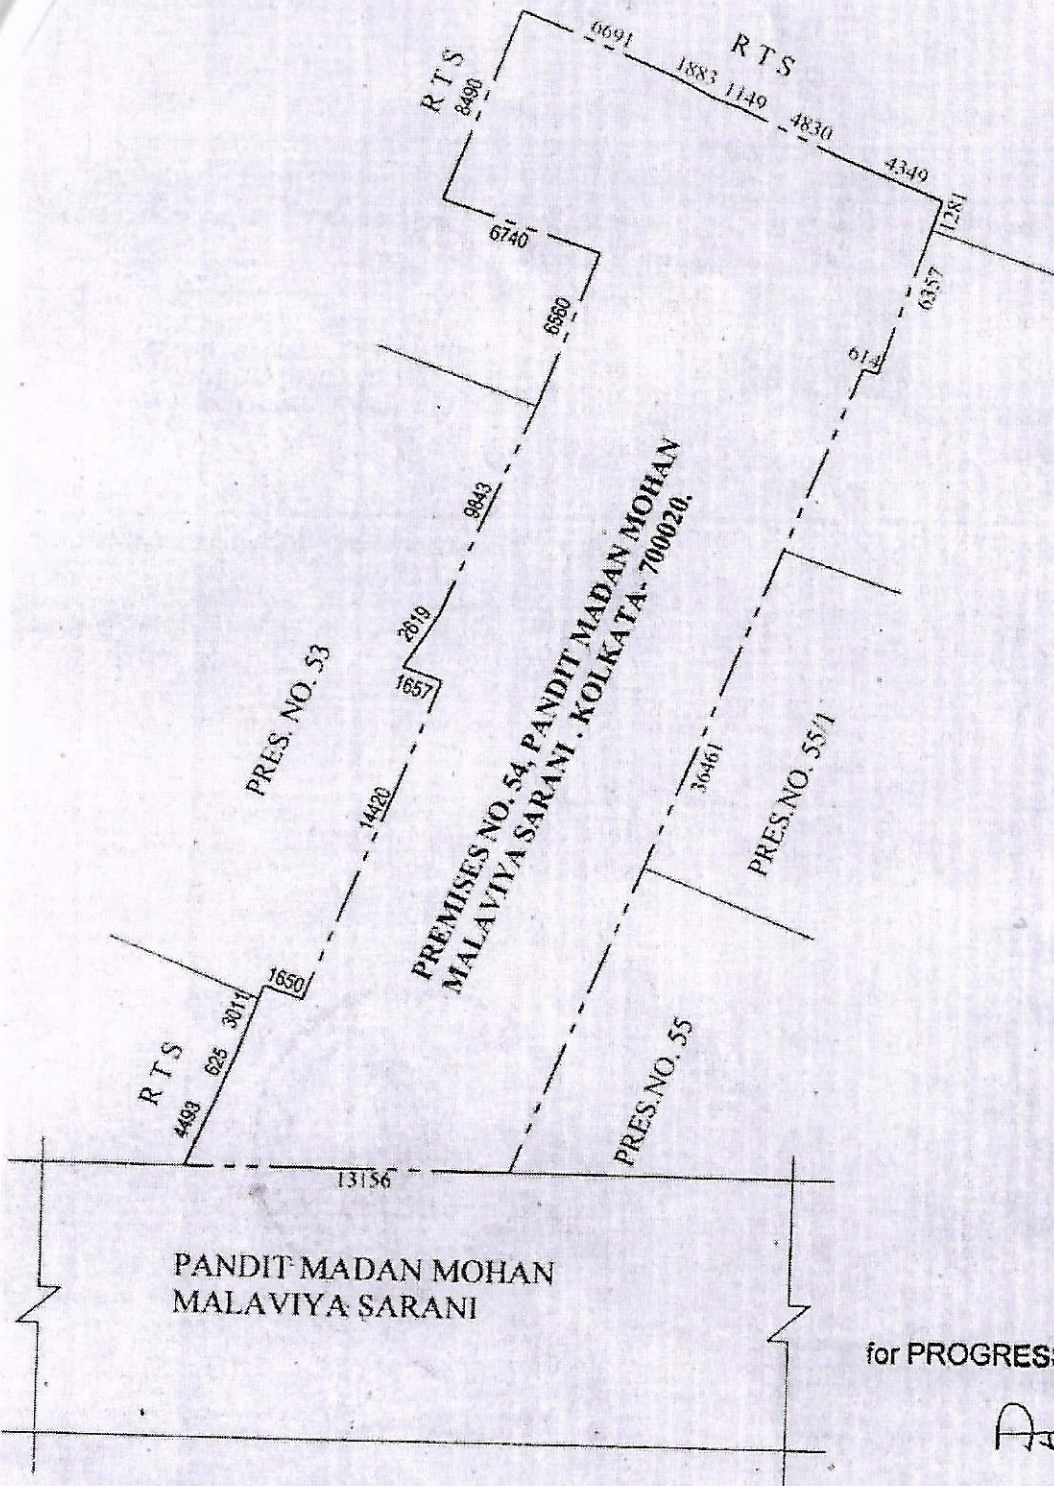 6691
R T S
1883
1149
4830
4349
R T S
8490
1281
6740
6357
6560
614
9843
2619
1657
PRES. NO. 53
PREMISES NO. 54, PANDIT MADAN MOHAN
MALAVIYA SARANI , KOLKATA - 700020.
36461
PRES.NO. 55/1
14420
1650
3011
625
R T S
4493
PRES.NO. 55
13156
PANDIT MADAN MOHAN
MALAVIYA SARANI
for PROGRESS